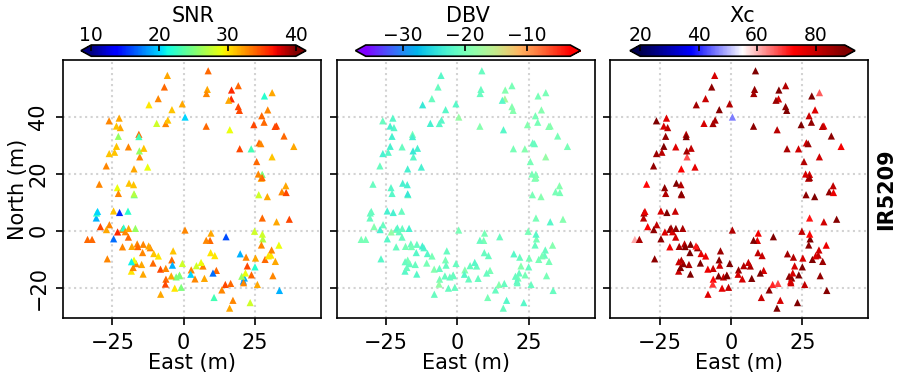 SNR DBV Xc
10 20 30 40 −30 −20 −10 20 40 60 80
North (m)
40
20
0
−20
−25 0 25 −25 0 25 −25 0 25
East (m) East (m) East (m)
IR5209